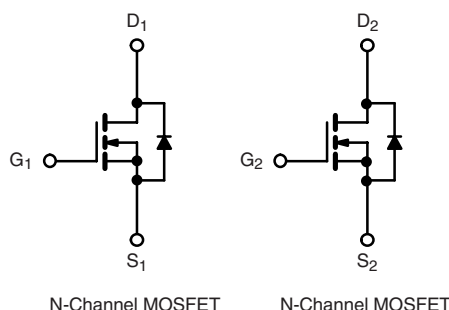 D1 D2
G1 G2
S1 S2
N-Channel MOSFET N-Channel MOSFET